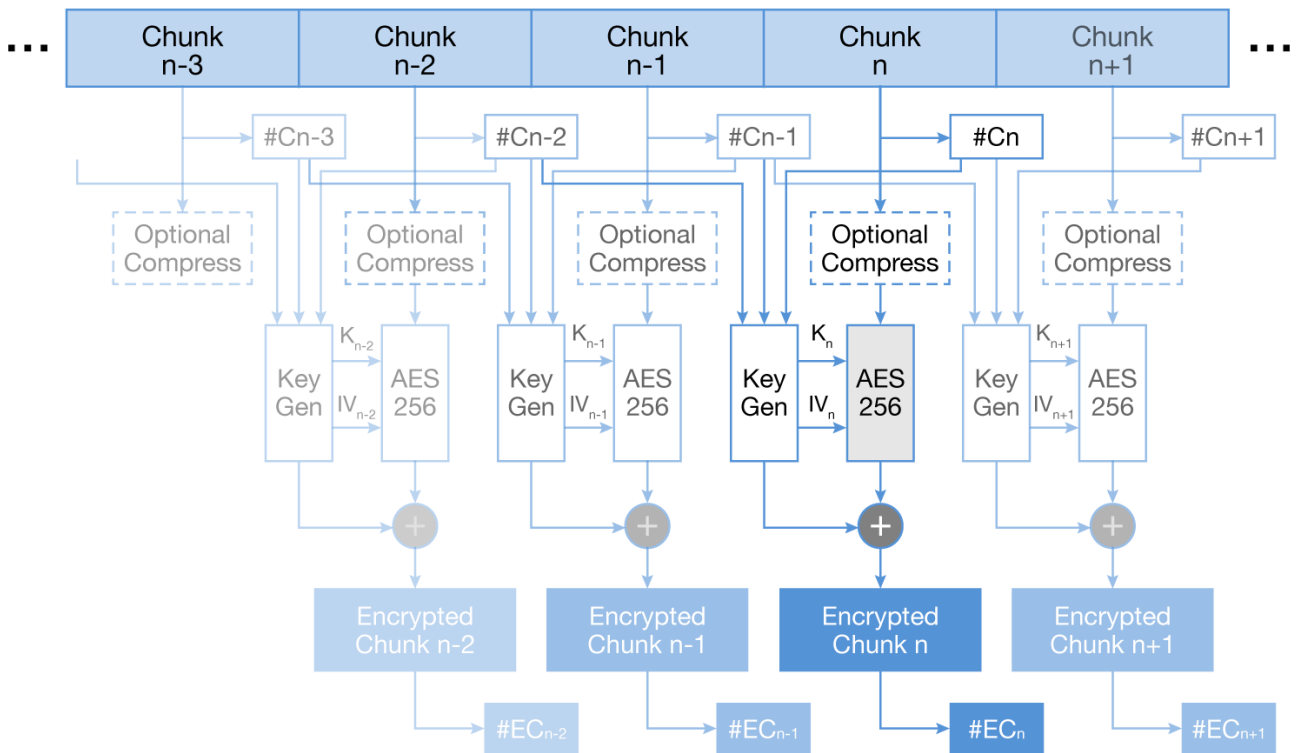 ... Chunk n-3 Chunk n-2 Chunk n-1 Chunk n Chunk n+1 ...
#Cn-3 #Cn-2 #Cn-1 #Cn #Cn+1
Optional Compress Optional Compress Optional Compress Optional Compress Optional Compress
Key Gen Kn-2 IVn-2 AES 256 Key Gen Kn-1 IVn-1 AES 256 Key Gen Kn IVn AES 256 Key Gen Kn+1 IVn+1 AES 256
+ + + +
Encrypted Chunk n-2 Encrypted Chunk n-1 Encrypted Chunk n Encrypted Chunk n+1
#ECn-2 #ECn-1 #ECn #ECn+1